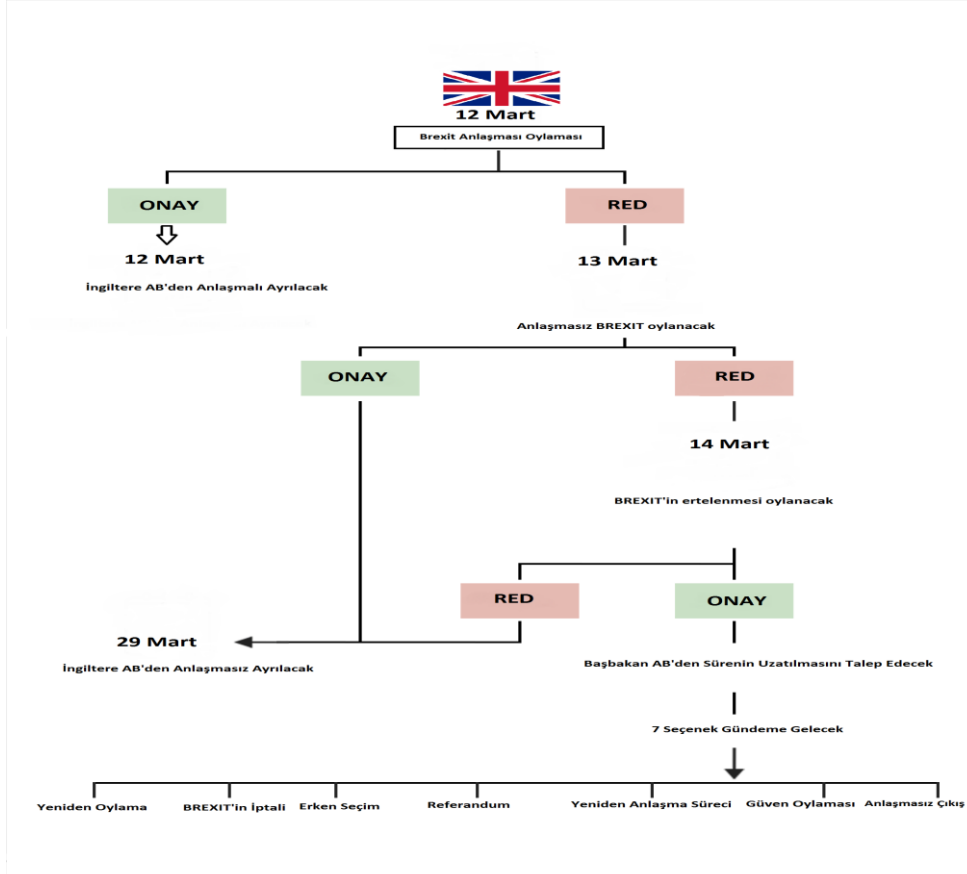 12 Mart
Brexit Anlaşması Oylaması
ONAY
RED
12 Mart
13 Mart
İngiltere AB'den Anlaşmalı Ayrılacak
Anlaşmasız BREXIT oylanacak
ONAY
RED
14 Mart
BREXIT'in ertelenmesi oylanacak
RED
ONAY
29 Mart
İngiltere AB'den Anlaşmasız Ayrılacak
Başbakan AB'den Sürenin Uzatılmasını Talep Edecek
7 Seçenek Gündeme Gelecek
Yeniden Oylama
BREXIT'in İptali
Erken Seçim
Referandum
Yeniden Anlaşma Süreci
Güven Oylaması
Anlaşmasız Çıkış